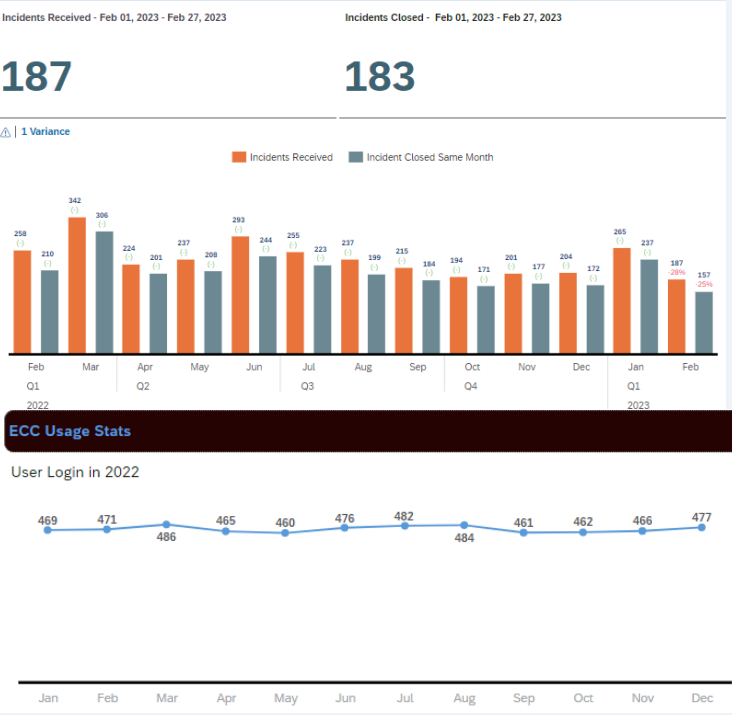 Incidents Received - Feb 01, 2023 - Feb 27, 2023
Incidents Closed - Feb 01, 2023 - Feb 27, 2023
187
183
1 Variance
Incidents Received
Incident Closed Same Month
258 (-) 210 (-) 342 (-) 306 (-) 224 (-) 201 (-) 237 (-) 208 (-) 293 (-) 244 (-) 255 (-) 223 (-) 237 (-) 199 (-) 215 (-) 184 (-) 194 (-) 171 (-) 201 (-) 177 (-) 204 (-) 172 (-) 265 (-) 237 (-) 187 -28% 157 -25%
Feb Mar Apr May Jun Jul Aug Sep Oct Nov Dec Jan Feb
Q1 Q2 Q3 Q4 Q1
2022 2023
ECC Usage Stats
User Login in 2022
469 471 486 465 460 476 482 484 461 462 466 477
Jan Feb Mar Apr May Jun Jul Aug Sep Oct Nov Dec